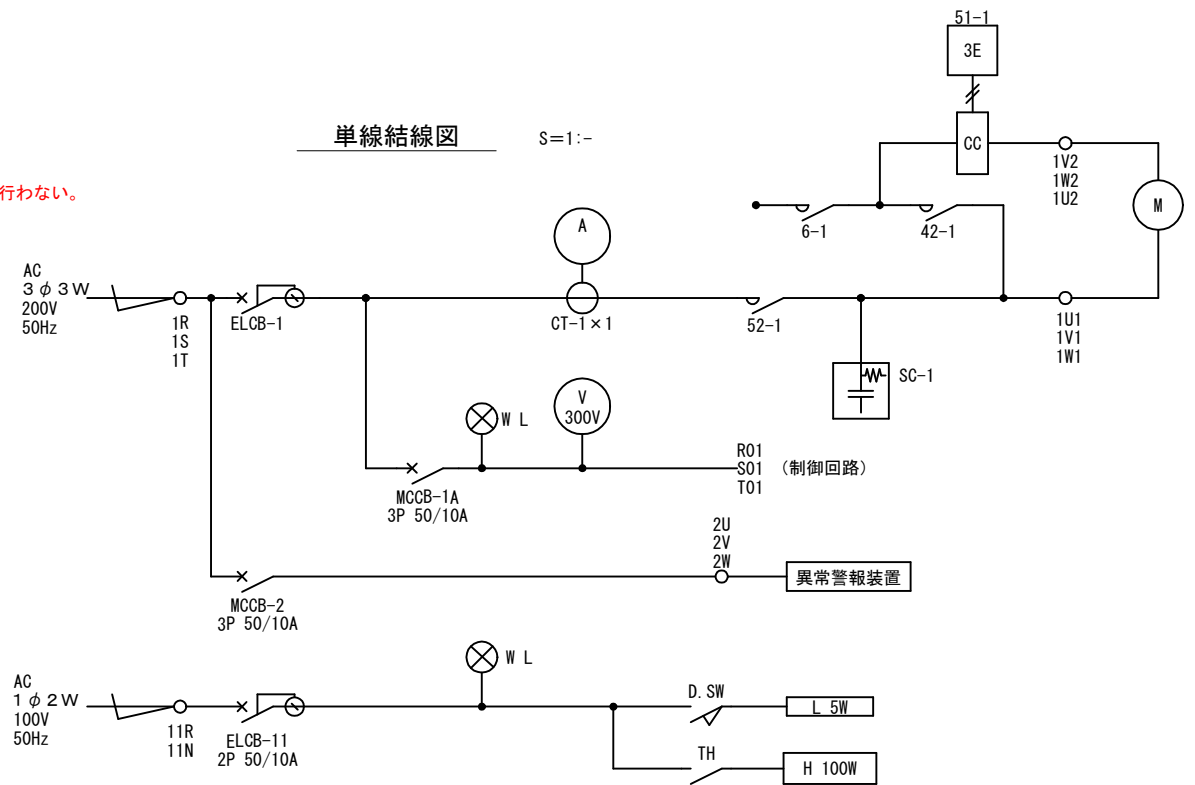 51-1
3E
単線結線図 S=1:-
CC
行わない。
1V2
1W2
1U2
M
A
6-1
42-1
AC
3φ3W
200V
50Hz
1R
1S
1T
ELCB-1
CT-1×1
52-1
1U1
1V1
1W1
SC-1
W L
V
300V
R01
S01 (制御回路)
T01
MCCB-1A
3P 50/10A
2U
2V
2W
異常警報装置
MCCB-2
3P 50/10A
W L
AC
1φ2W
100V
50Hz
11R
11N
ELCB-11
2P 50/10A
D.SW
L 5W
TH
H 100W